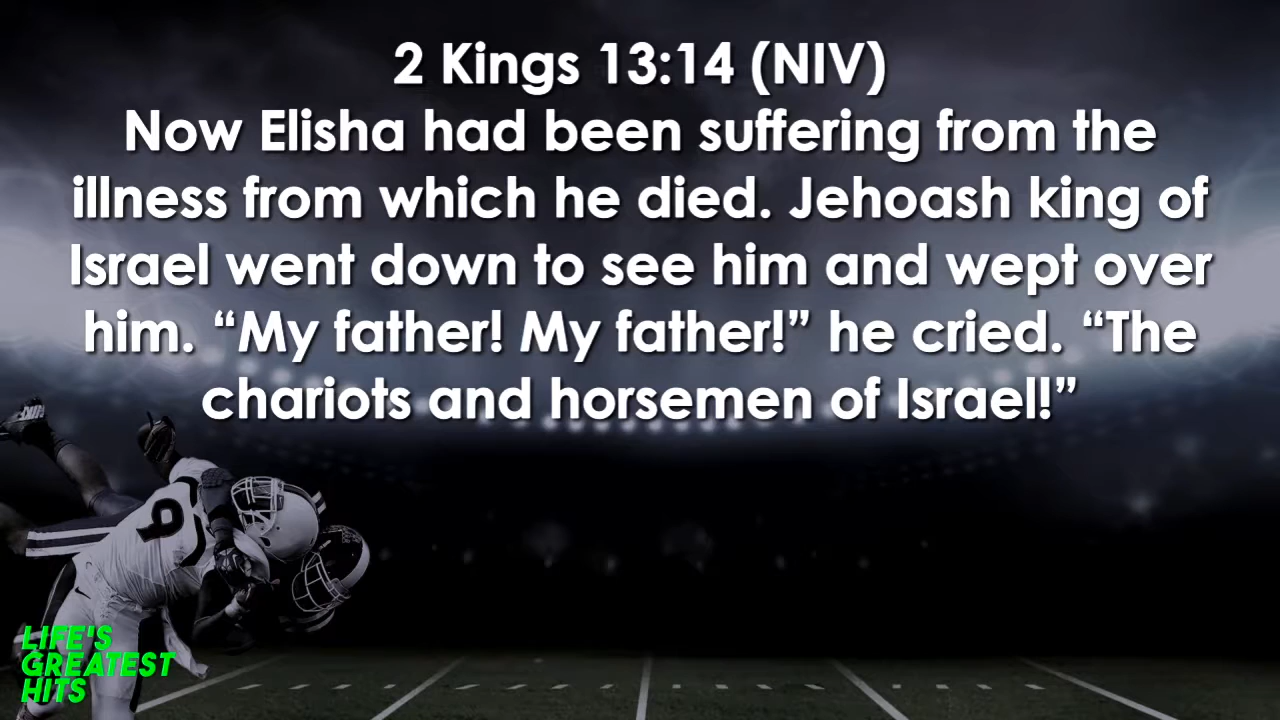 2 Kings 13:14 (NIV)
Now Elisha had been suffering from the
illness from which he died. Jehoash king of
Israel went down to see him and wept over
him. “My father! My father!” he cried. “The
chariots and horsemen of Israel!”
9
LIFE'S
GREATEST
HITS